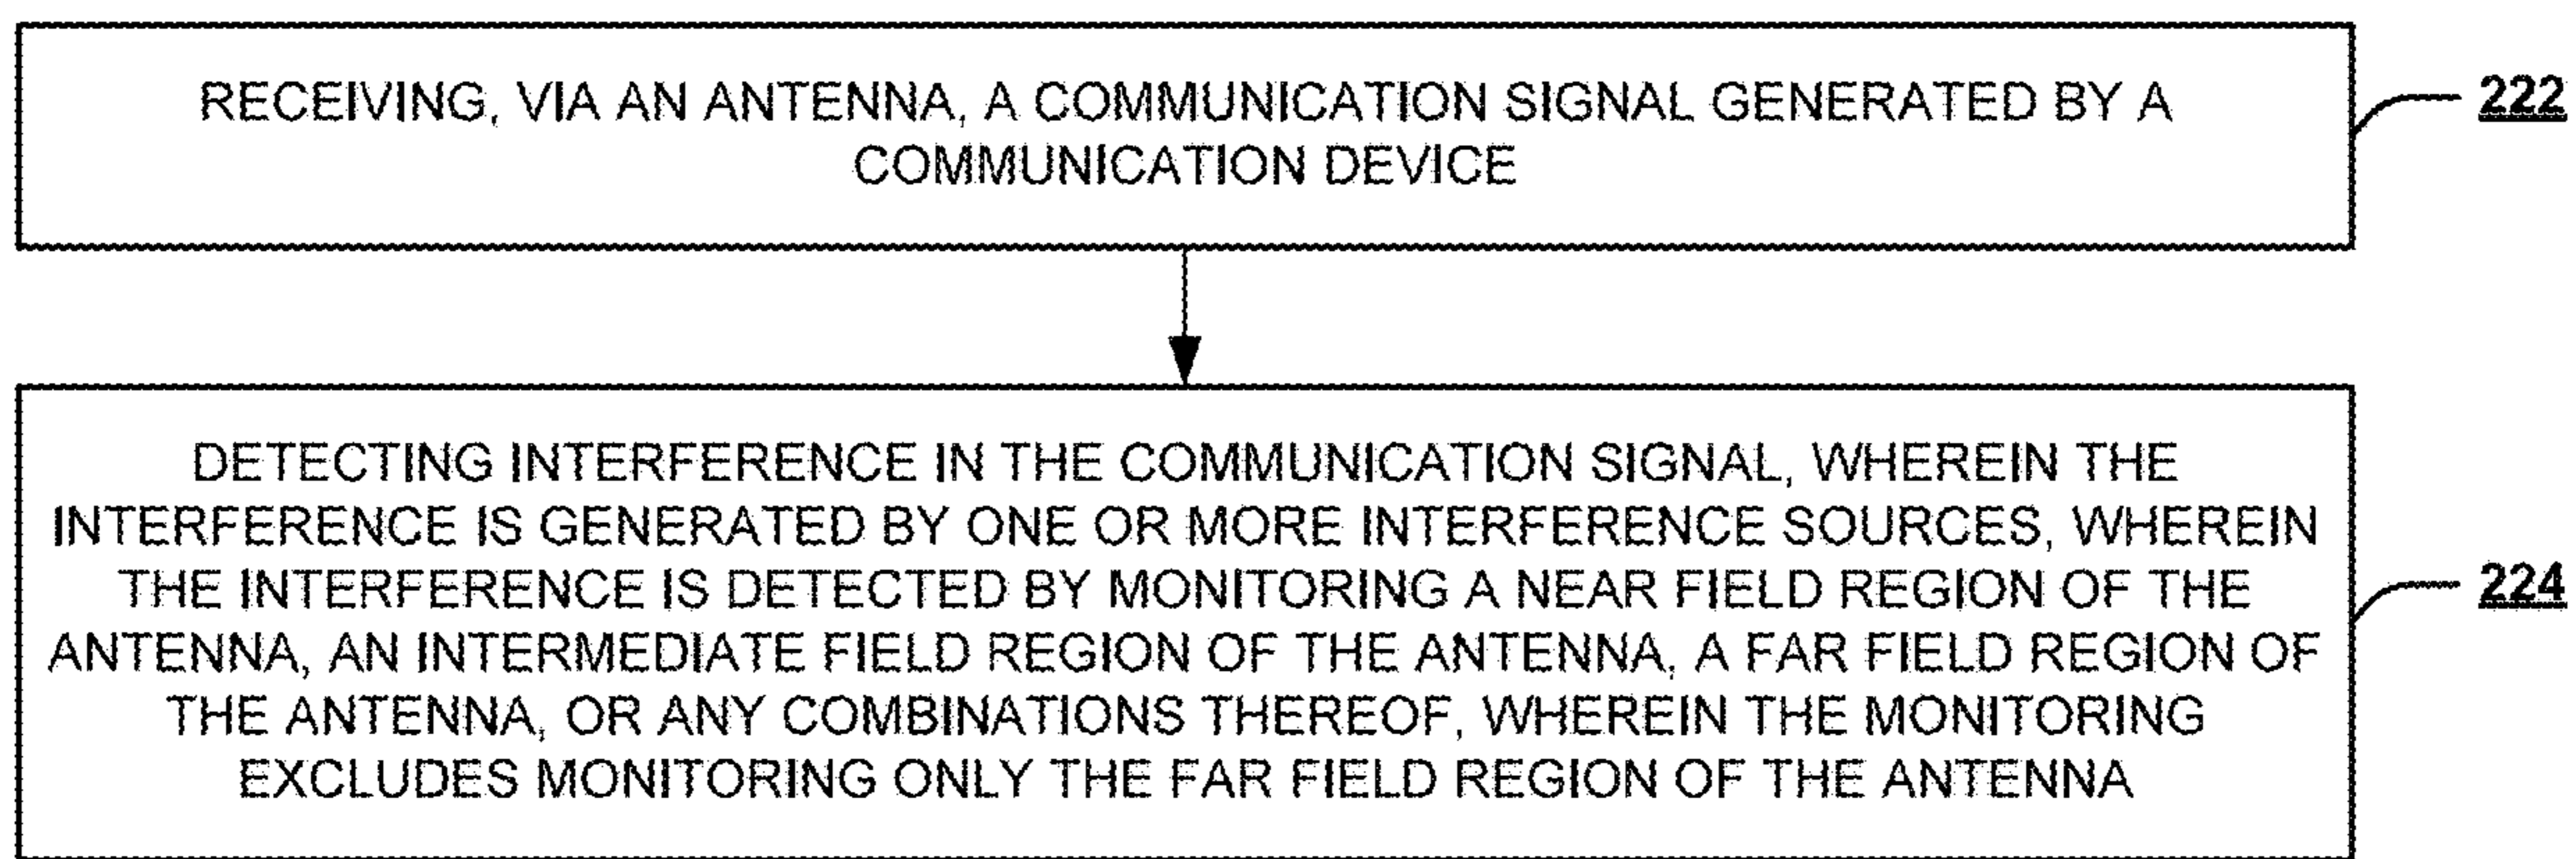 RECEIVING, VIA AN ANTENNA, A COMMUNICATION SIGNAL GENERATED BY A
COMMUNICATION DEVICE
222
DETECTING INTERFERENCE IN THE COMMUNICATION SIGNAL, WHEREIN THE
INTERFERENCE IS GENERATED BY ONE OR MORE INTERFERENCE SOURCES, WHEREIN
THE INTERFERENCE IS DETECTED BY MONITORING A NEAR FIELD REGION OF THE
ANTENNA, AN INTERMEDIATE FIELD REGION OF THE ANTENNA, A FAR FIELD REGION OF
THE ANTENNA, OR ANY COMBINATIONS THEREOF, WHEREIN THE MONITORING
EXCLUDES MONITORING ONLY THE FAR FIELD REGION OF THE ANTENNA
224